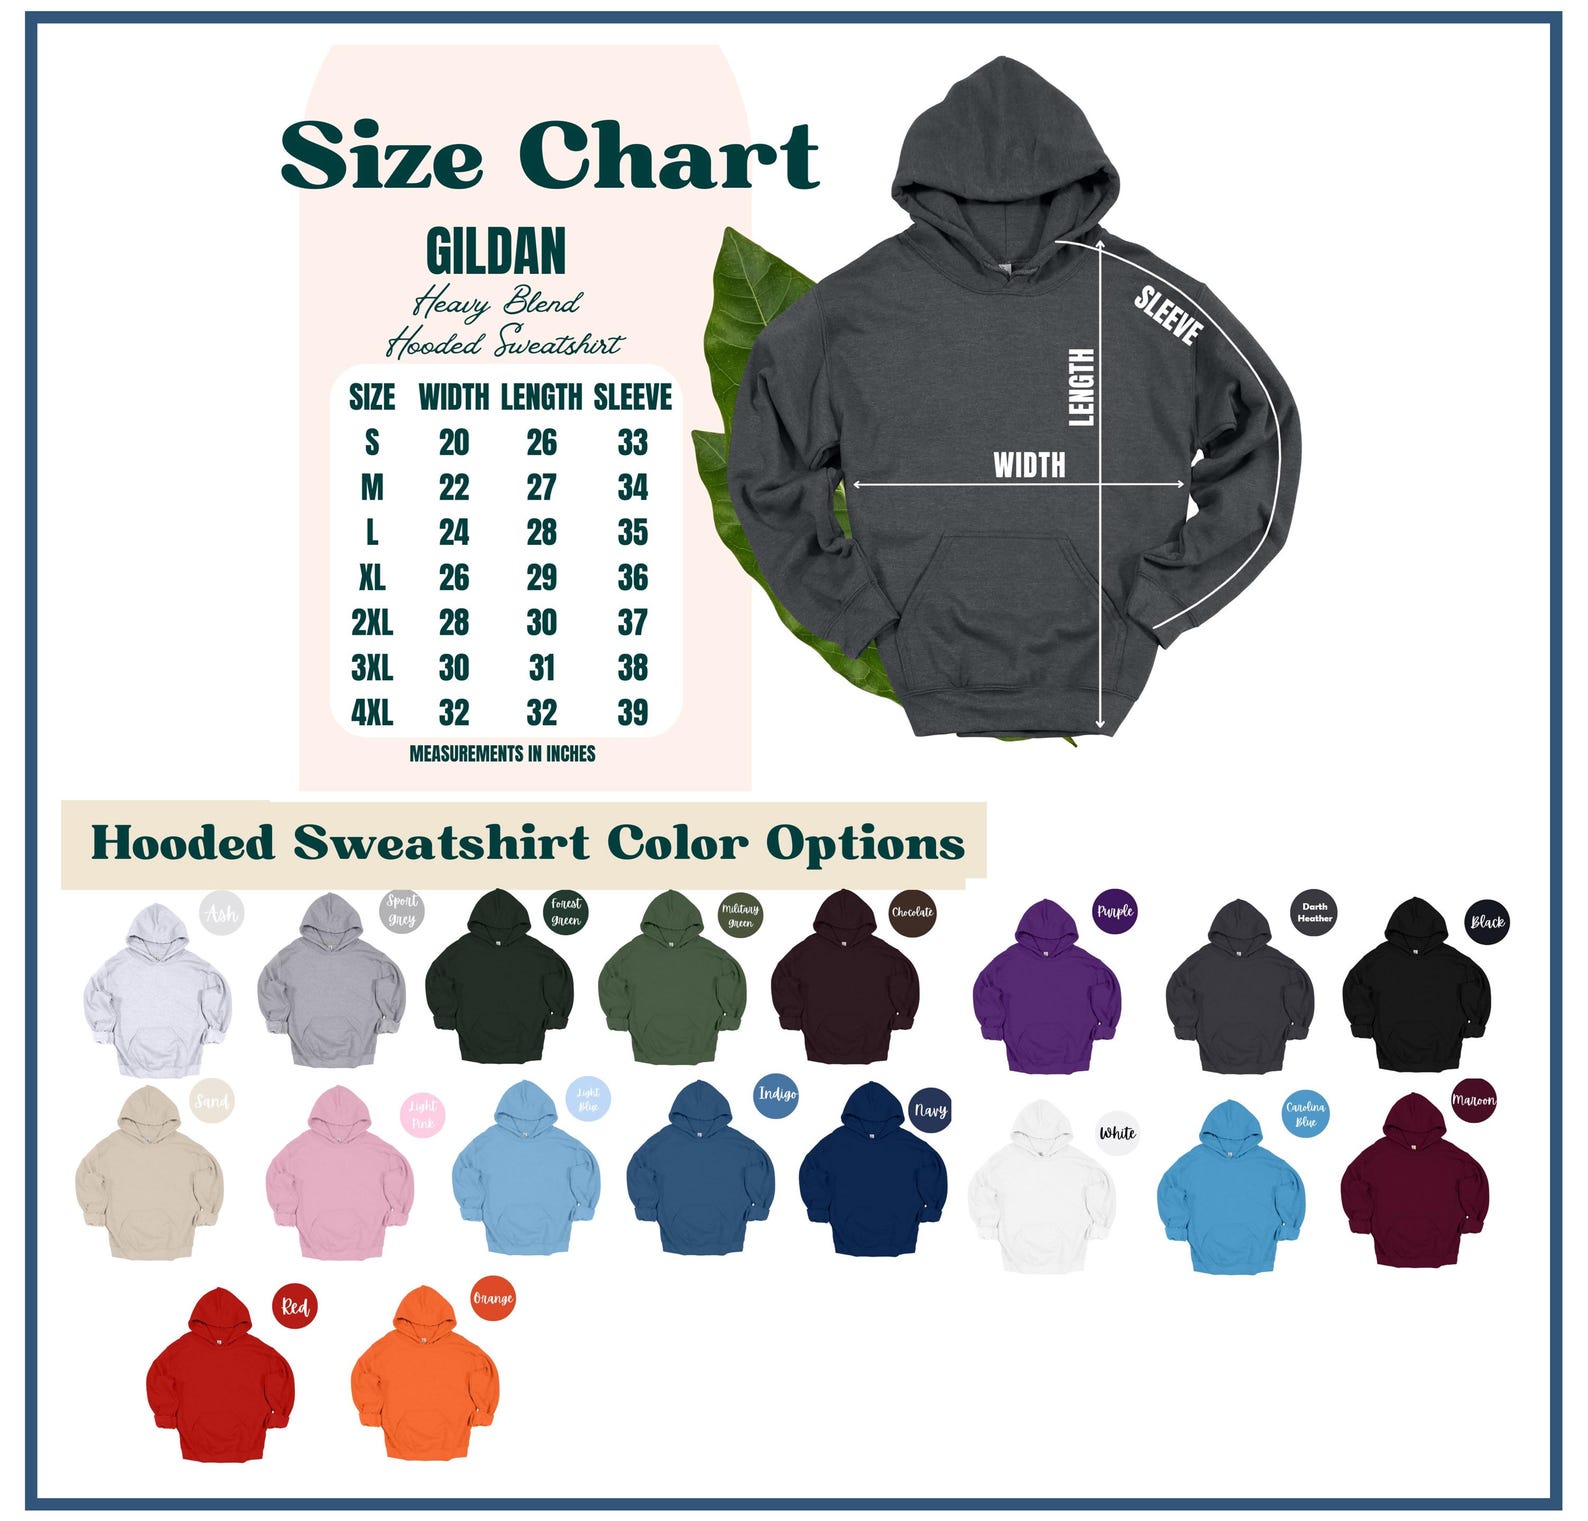 Size Chart
GILDAN
Heavy Blend
Hooded Sweatshirt
SIZE WIDTH LENGTH SLEEVE
S 20 26 33
M 22 27 34
L 24 28 35
XL 26 29 36
2XL 28 30 37
3XL 30 31 38
4XL 32 32 39
MEASUREMENTS IN INCHES
SLEEVE
LENGTH
WIDTH
Hooded Sweatshirt Color Options
Ash
Sport
Grey
Forest
Green
Military
Green
Chocolate
Purple
Darth
Heather
Black
Sand
Light
Pink
Light
Blue
Indigo
Navy
White
Carolina
Blue
Maroon
Red
Orange